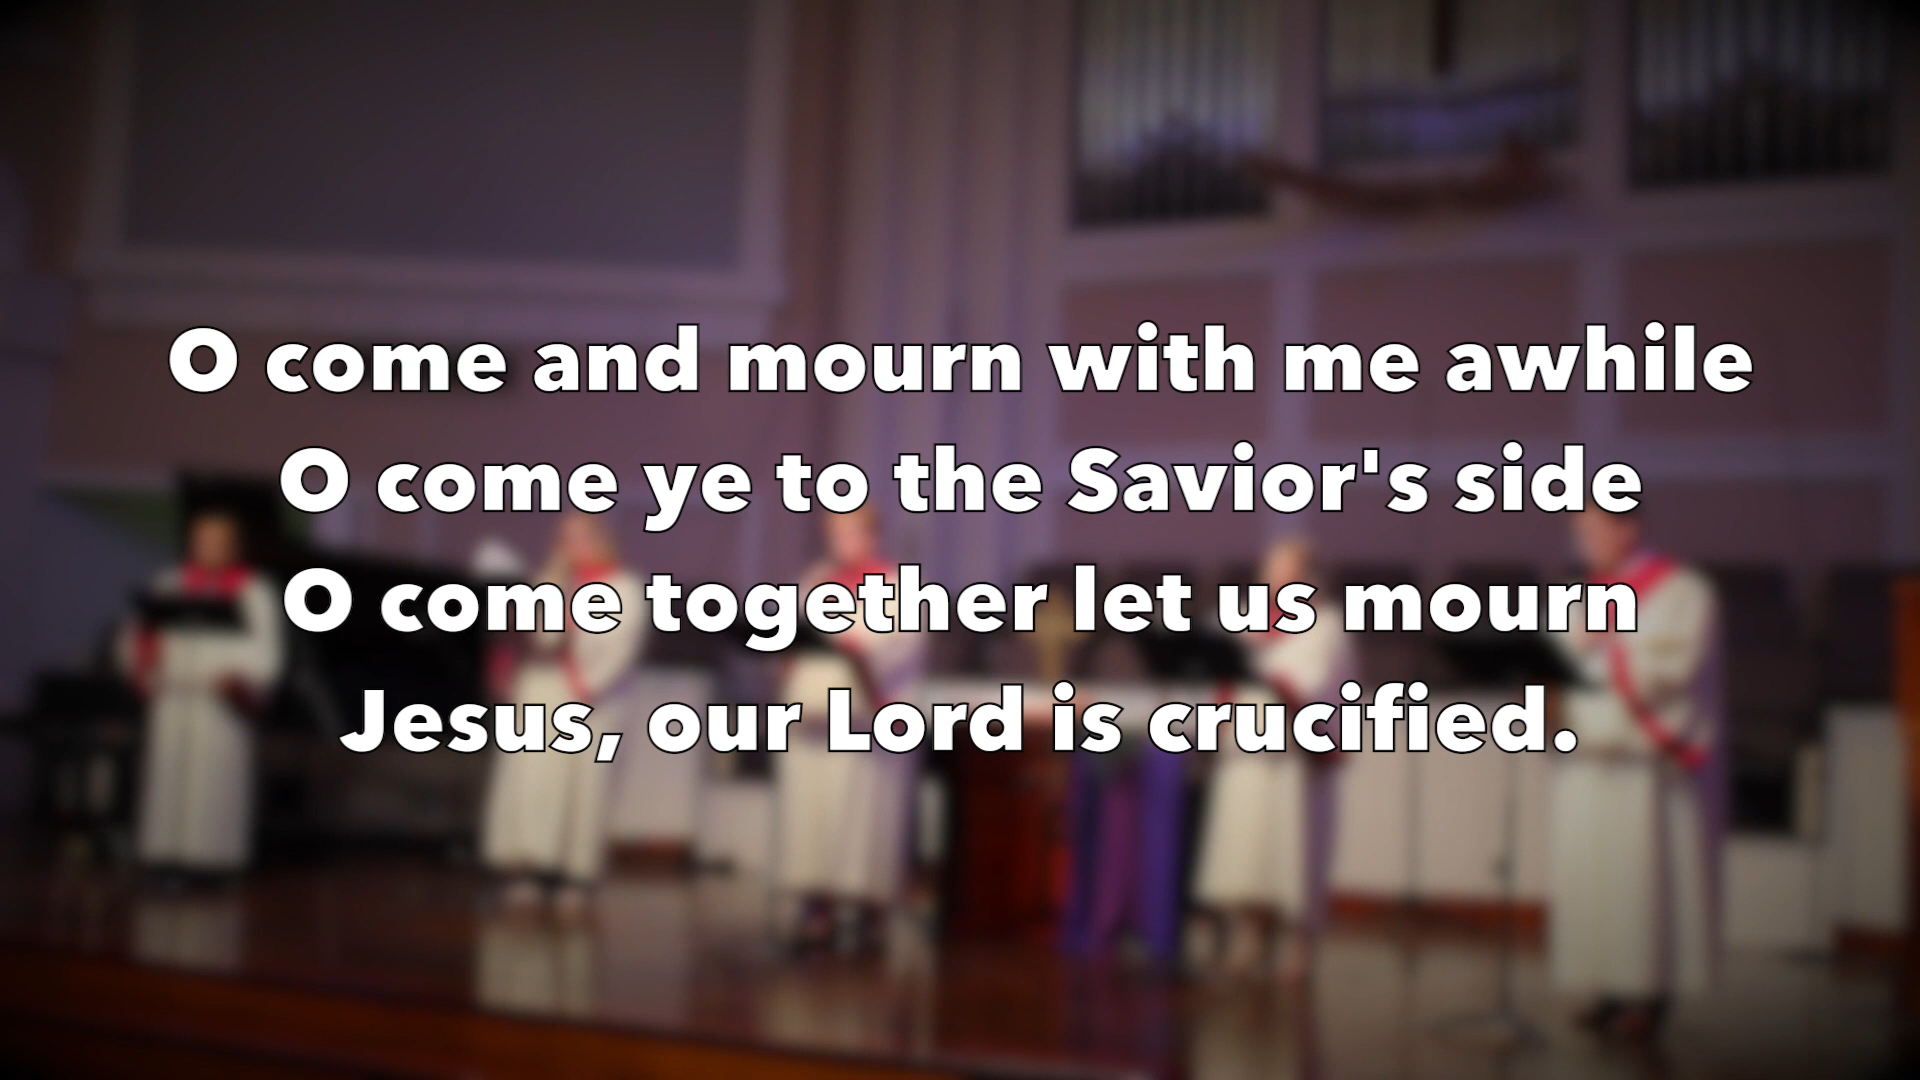 O come and mourn with me awhile
O come ye to the Savior's side
O come together let us mourn
Jesus, our Lord is crucified.